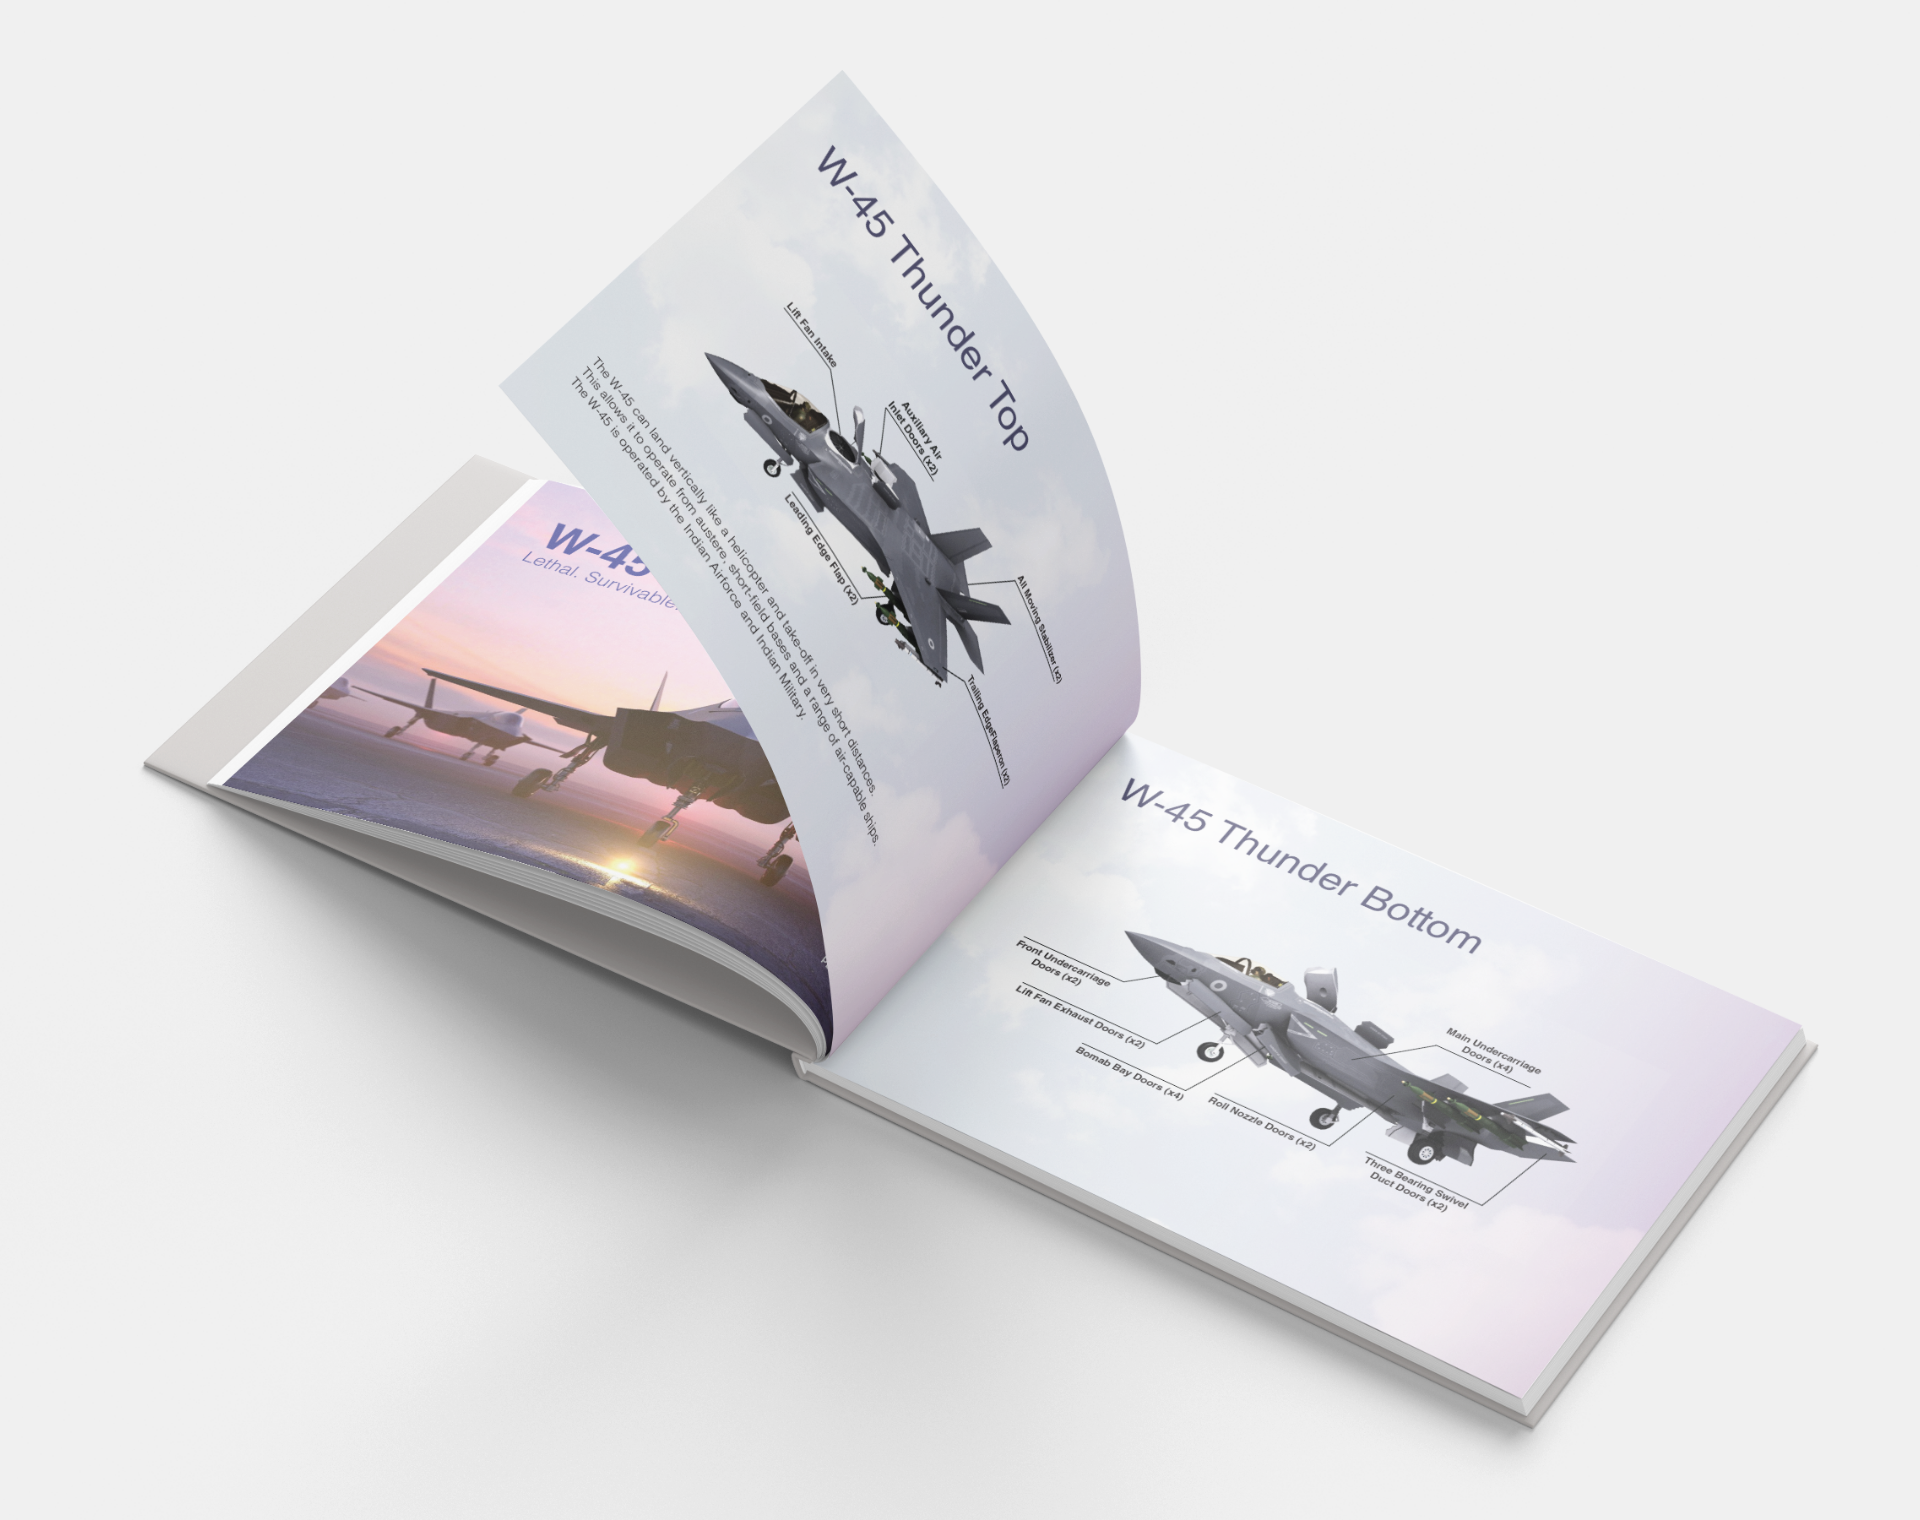 W-45
Lethal. Survivable.
W-45 Thunder Top
Lift Fan Intake
Auxiliary Air
Inlet Doors (x2)
Leading Edge Flap (x2)
All Moving Stabilizer (x2)
Trailing EdgeFlaperon (x2)
The W-45 can land vertically like a helicopter and take-off in very short distances.
This allows it to operate from austere, short-field bases and a range of air-capable ships.
The W-45 is operated by the Indian Airforce and Indian Military.
W-45 Thunder Bottom
Front Undercarriage
Doors (x2)
Lift Fan Exhaust Doors (x2)
Bomab Bay Doors (x4)
Roll Nozzle Doors (x2)
Main Undercarriage
Doors (x4)
Three Bearing Swivel
Duct Doors (x2)